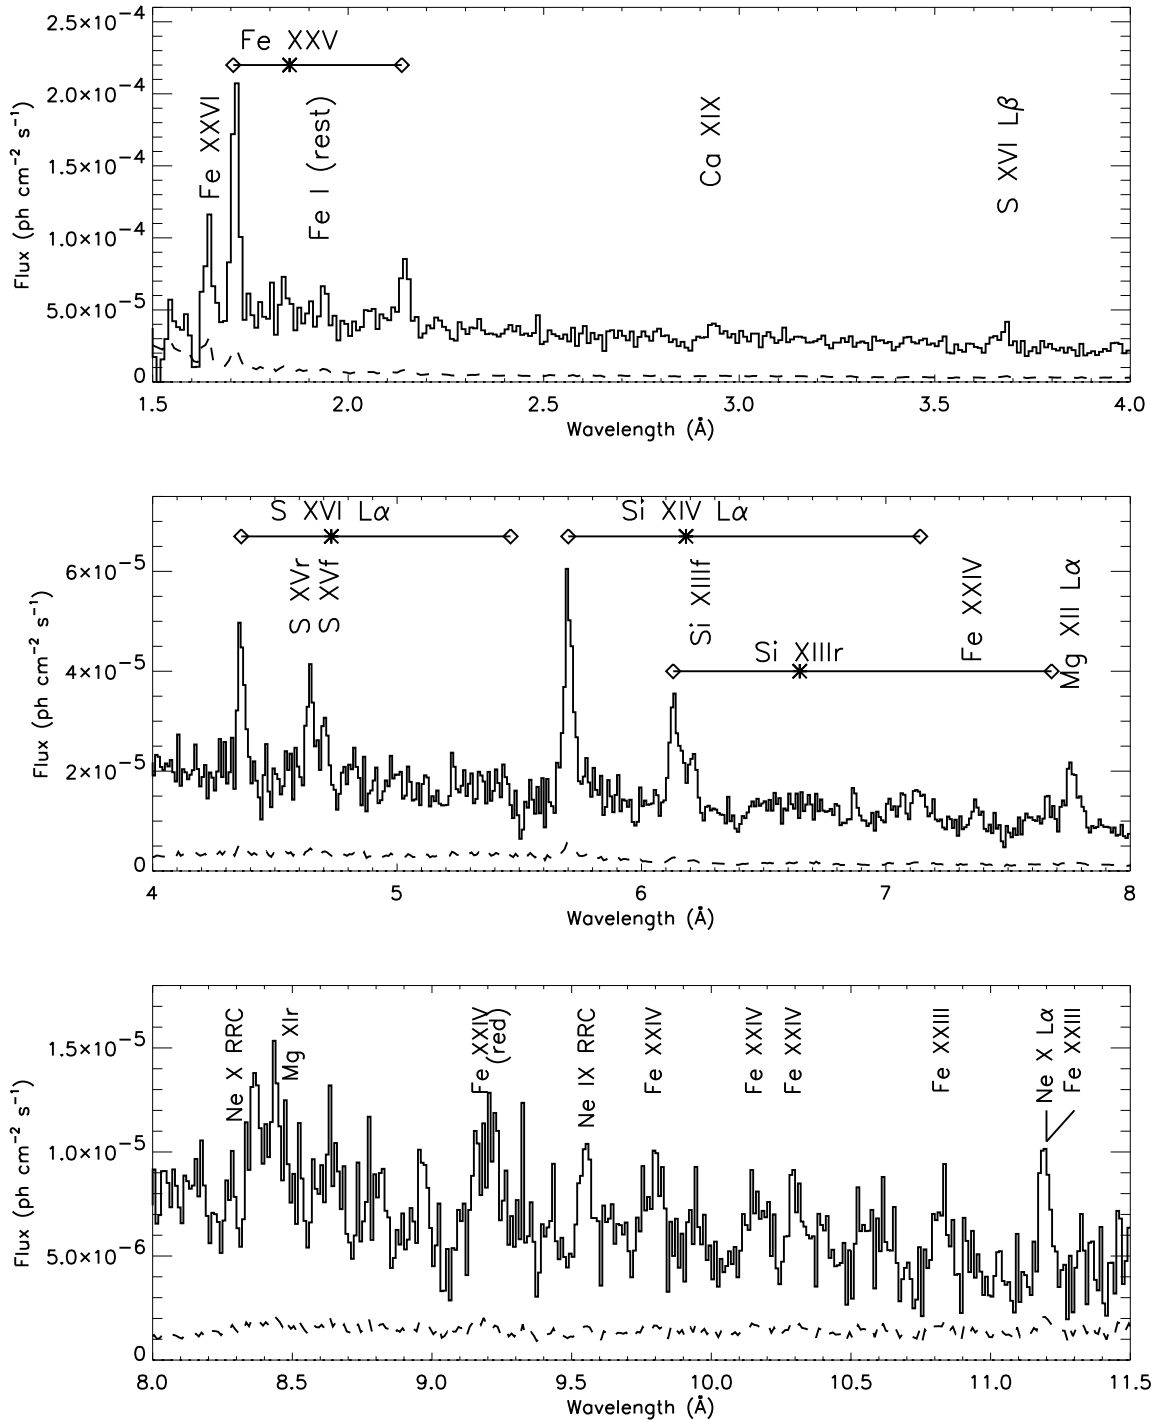 2.5×10⁻⁴
2.0×10⁻⁴
1.5×10⁻⁴
1.0×10⁻⁴
5.0×10⁻⁵
0
Flux (ph cm⁻² s⁻¹)
Fe XXV
Fe XXVI
Fe I (rest)
Ca XIX
S XVI Lβ
1.5 2.0 2.5 3.0 3.5 4.0
Wavelength (Å)
6×10⁻⁵
4×10⁻⁵
2×10⁻⁵
0
Flux (ph cm⁻² s⁻¹)
S XVI Lα
Si XIV Lα
S XVr
S XVf
Si XIIIf
Si XIIIr
Fe XXIV
Mg XII Lα
4 5 6 7 8
Wavelength (Å)
1.5×10⁻⁵
1.0×10⁻⁵
5.0×10⁻⁶
0
Flux (ph cm⁻² s⁻¹)
Ne X RRC
Mg XIr
Fe XXIV
(red)
Ne IX RRC
Fe XXIV
Fe XXIV
Fe XXIV
Fe XXIII
Ne X Lα
Fe XXIII
8.0 8.5 9.0 9.5 10.0 10.5 11.0 11.5
Wavelength (Å)